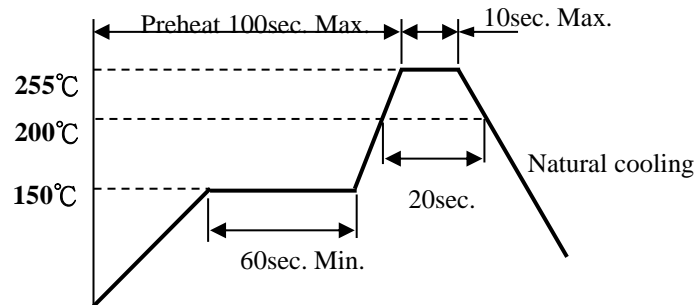 Preheat 100sec. Max.
10sec. Max.
255℃
200℃
Natural cooling
150℃
20sec.
60sec. Min.